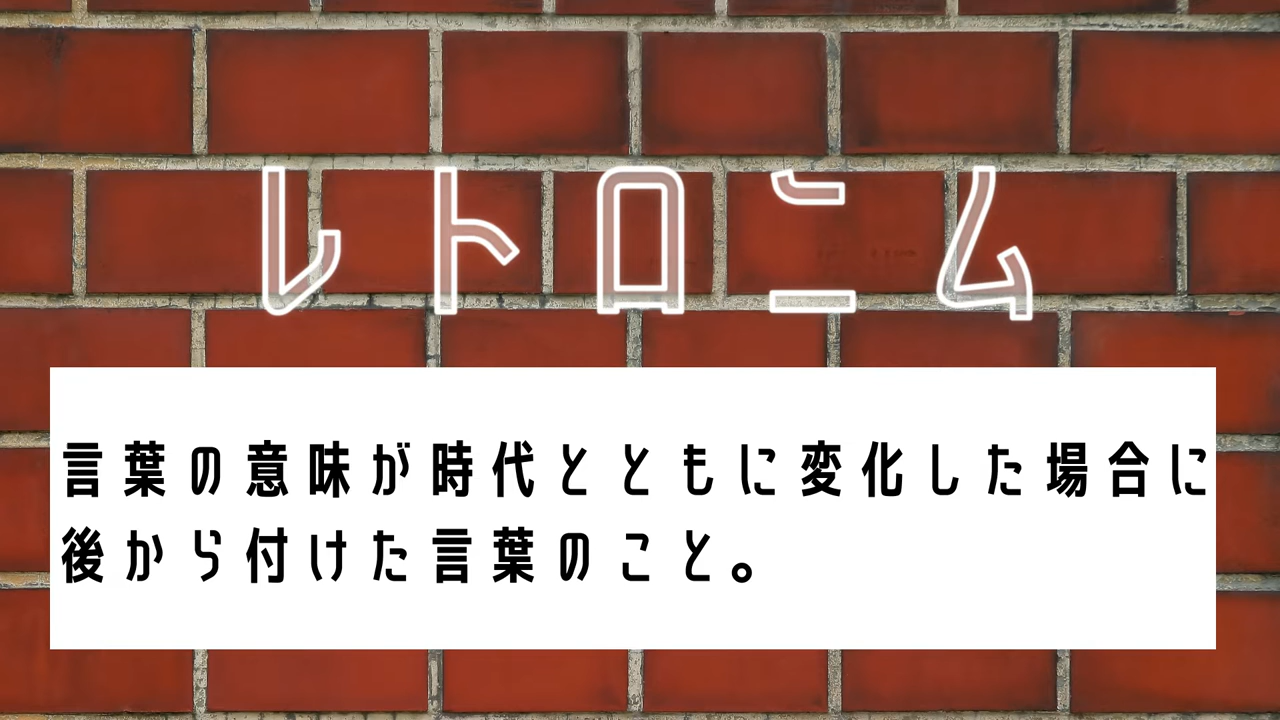 レトロニム
言葉の意味が時代とともに変化した場合に
後から付けた言葉のこと。